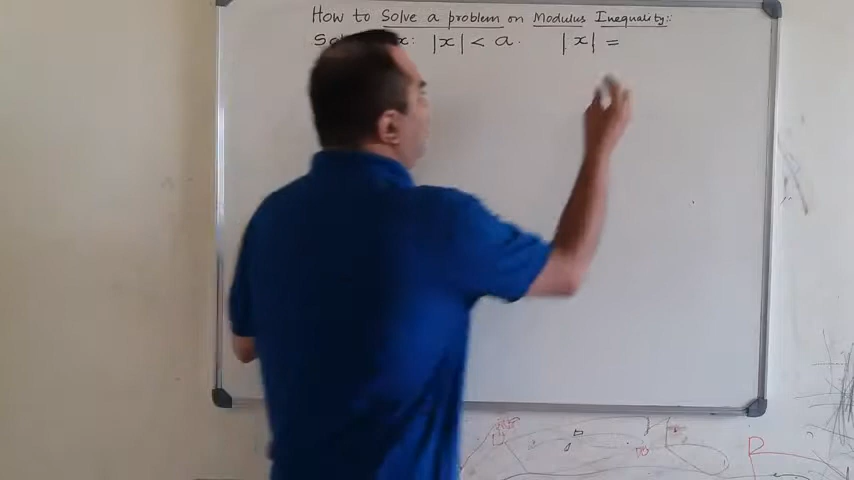 How to Solve a problem on Modulus Inequality::
x: |x| < a. |x| =